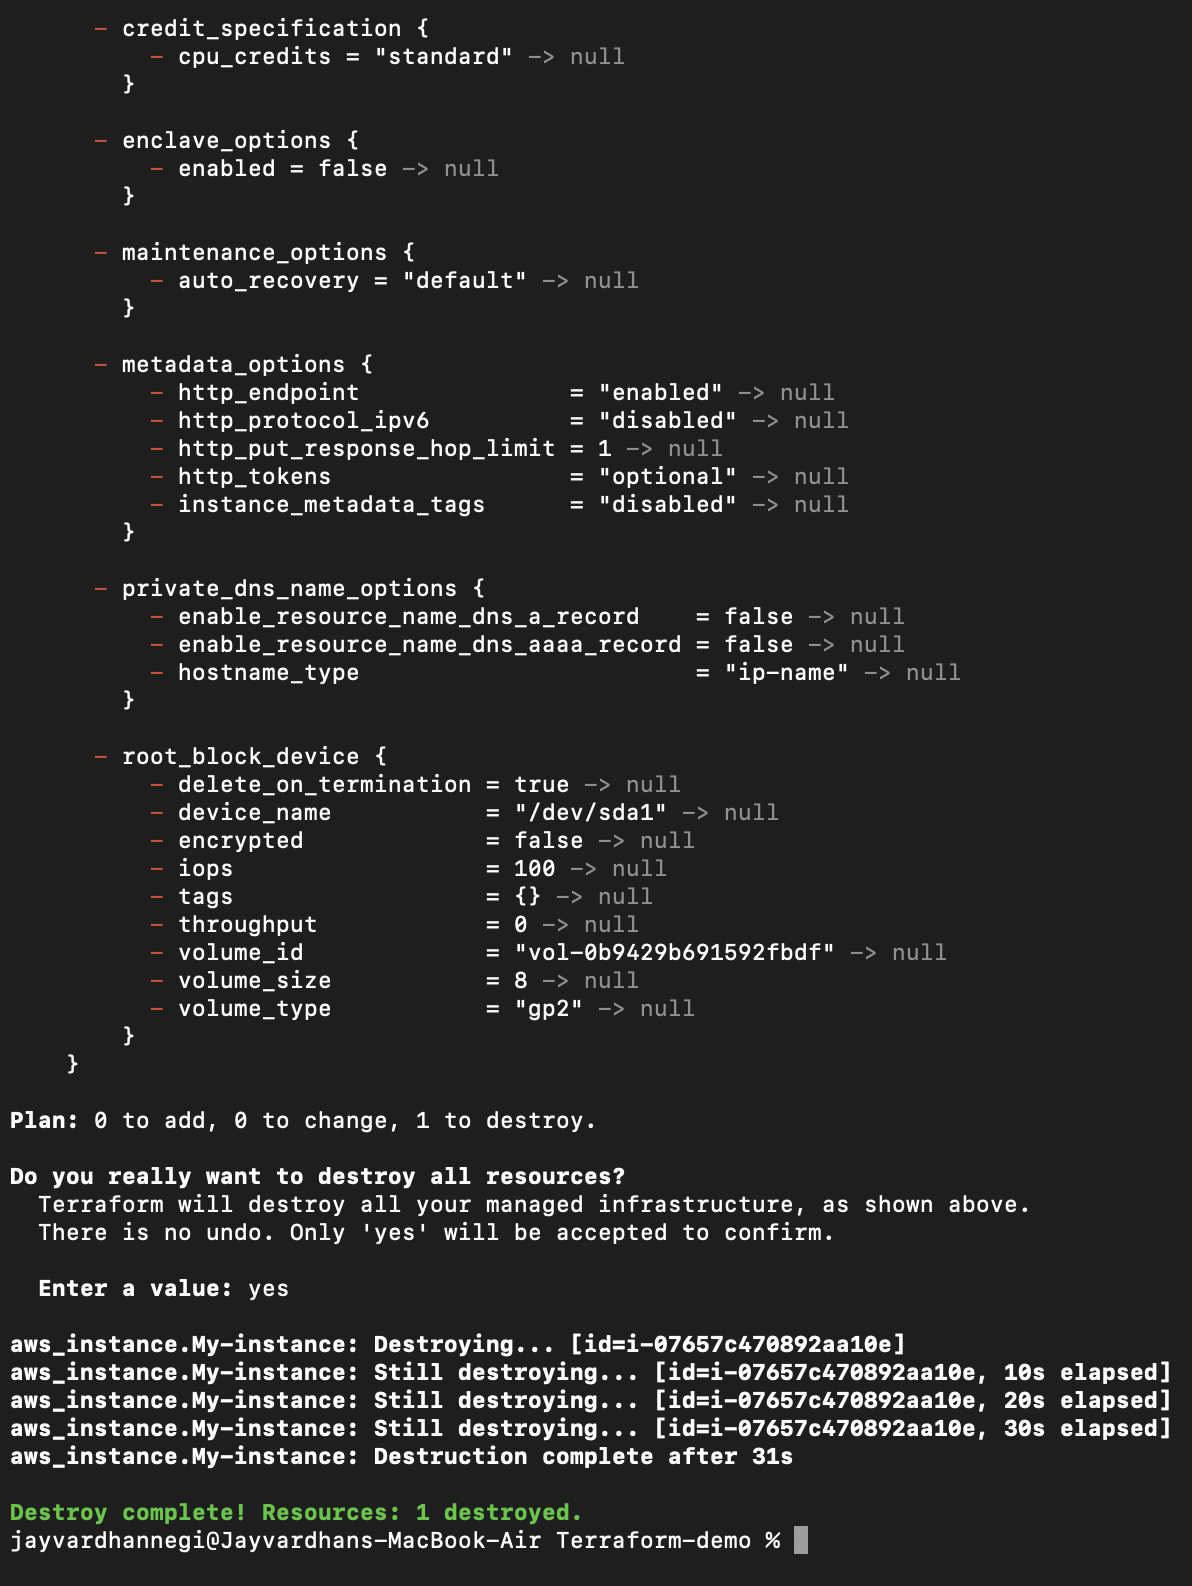 - credit_specification {
          - cpu_credits = "standard" -> null
        }

      - enclave_options {
          - enabled = false -> null
        }

      - maintenance_options {
          - auto_recovery = "default" -> null
        }

      - metadata_options {
          - http_endpoint               = "enabled" -> null
          - http_protocol_ipv6          = "disabled" -> null
          - http_put_response_hop_limit = 1 -> null
          - http_tokens                 = "optional" -> null
          - instance_metadata_tags      = "disabled" -> null
        }

      - private_dns_name_options {
          - enable_resource_name_dns_a_record    = false -> null
          - enable_resource_name_dns_aaaa_record = false -> null
          - hostname_type                        = "ip-name" -> null
        }

      - root_block_device {
          - delete_on_termination = true -> null
          - device_name           = "/dev/sda1" -> null
          - encrypted             = false -> null
          - iops                  = 100 -> null
          - tags                  = {} -> null
          - throughput            = 0 -> null
          - volume_id             = "vol-0b9429b691592fbdf" -> null
          - volume_size           = 8 -> null
          - volume_type           = "gp2" -> null
        }
    }

Plan: 0 to add, 0 to change, 1 to destroy.

Do you really want to destroy all resources?
  Terraform will destroy all your managed infrastructure, as shown above.
  There is no undo. Only 'yes' will be accepted to confirm.

  Enter a value: yes

aws_instance.My-instance: Destroying... [id=i-07657c470892aa10e]
aws_instance.My-instance: Still destroying... [id=i-07657c470892aa10e, 10s elapsed]
aws_instance.My-instance: Still destroying... [id=i-07657c470892aa10e, 20s elapsed]
aws_instance.My-instance: Still destroying... [id=i-07657c470892aa10e, 30s elapsed]
aws_instance.My-instance: Destruction complete after 31s

Destroy complete! Resources: 1 destroyed.
jayvardhannegi@Jayvardhans-MacBook-Air Terraform-demo %